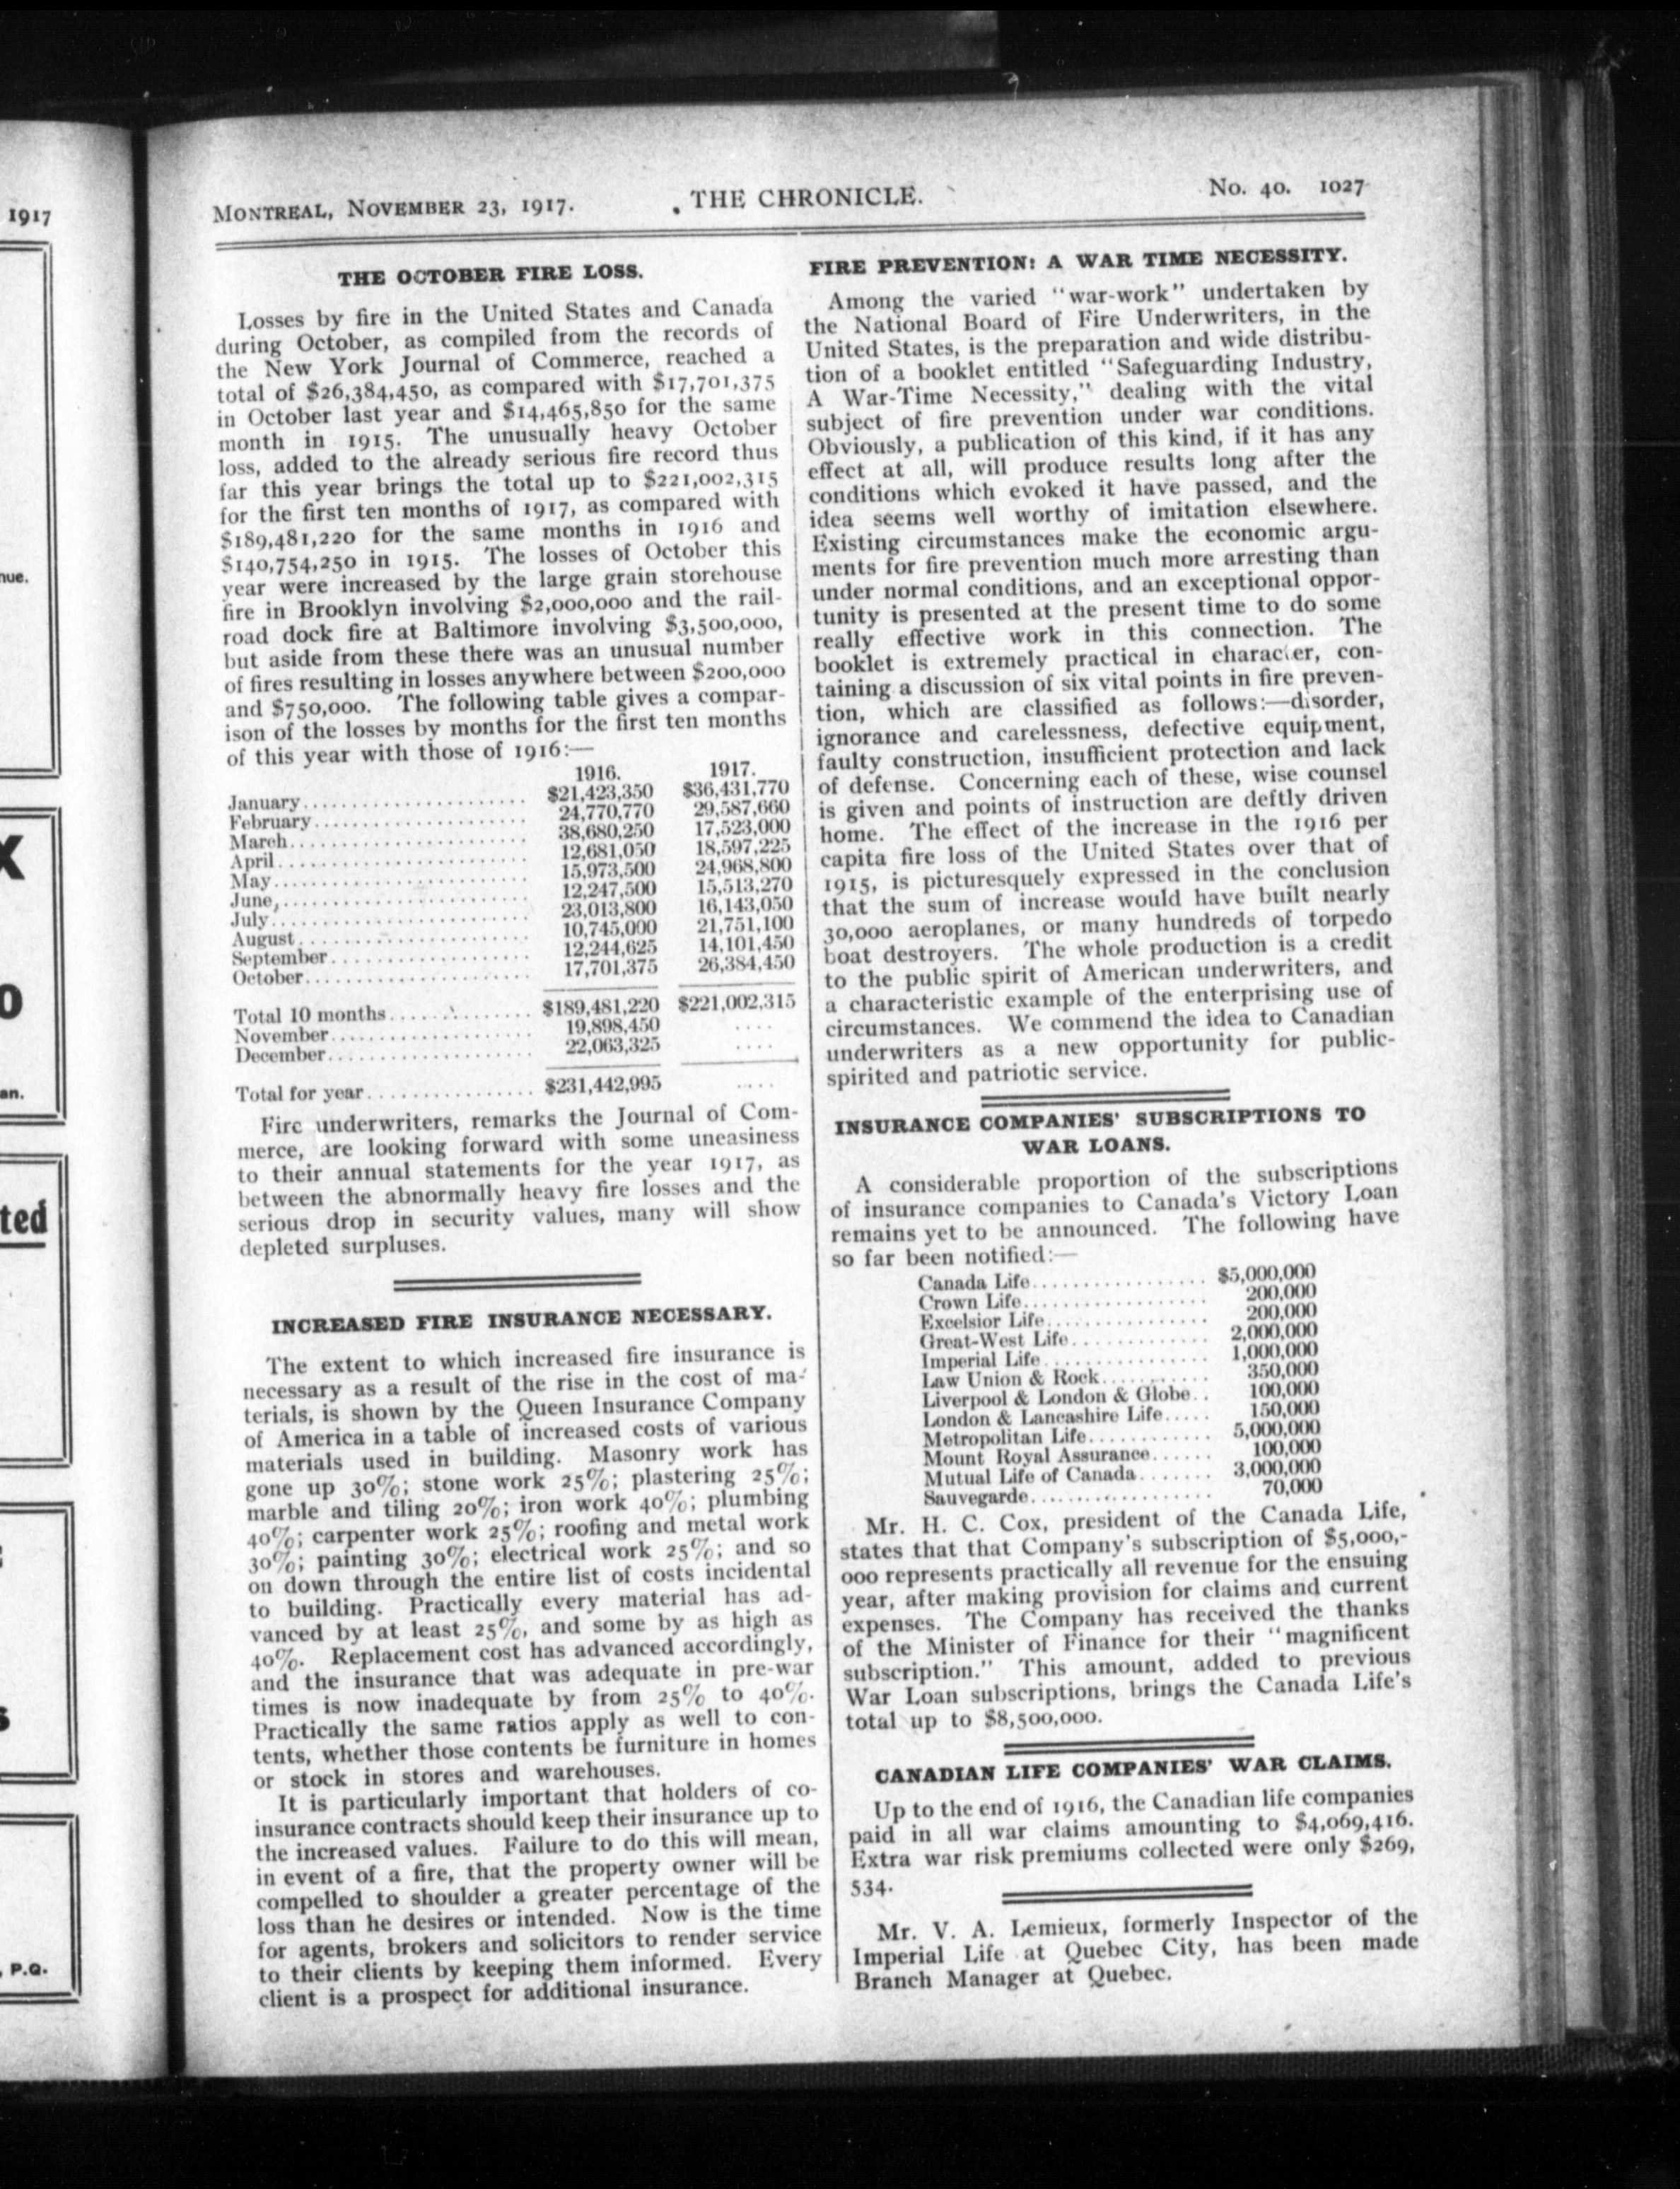 1917
nue.
X
O
an.
ted
S
, P.Q.
MONTREAL, NOVEMBER 23, 1917.
THE CHRONICLE.
No. 40. 1027
THE OCTOBER FIRE LOSS.
Losses by fire in the United States and Canada
during October, as compiled from the records of
the New York Journal of Commerce, reached a
total of $26,384,450, as compared with $17,701,375
in October last year and $14,465,850 for the same
month in 1915. The unusually heavy October
loss, added to the already serious fire record thus
far this year brings the total up to $221,002,315
for the first ten months of 1917, as compared with
$189,481,220 for the same months in 1916 and
$140,754,250 in 1915. The losses of October this
year were increased by the large grain storehouse
fire in Brooklyn involving $2,000,000 and the rail-
road dock fire at Baltimore involving $3,500,000,
but aside from these there was an unusual number
of fires resulting in losses anywhere between $200,000
and $750,000. The following table gives a compar-
ison of the losses by months for the first ten months
of this year with those of 1916:—
1916. 1917.
January...................... $21,423,350 $36,431,770
February...................... 24,770,770 29,587,660
March...................... 38,680,250 17,523,000
April...................... 12,681,050 18,597,225
May...................... 15,973,500 24,968,800
June,...................... 12,247,500 15,513,270
July...................... 23,013,800 16,143,050
August...................... 10,745,000 21,751,100
September.................... 12,244,625 14,101,450
October...................... 17,701,375 26,384,450
Total 10 months............... $189,481,220 $221,002,315
November.................... 19,898,450 ....
December.................... 22,063,325 ....
Total for year................ $231,442,995 ....
Fire underwriters, remarks the Journal of Com-
merce, are looking forward with some uneasiness
to their annual statements for the year 1917, as
between the abnormally heavy fire losses and the
serious drop in security values, many will show
depleted surpluses.
INCREASED FIRE INSURANCE NECESSARY.
The extent to which increased fire insurance is
necessary as a result of the rise in the cost of ma-
terials, is shown by the Queen Insurance Company
of America in a table of increased costs of various
materials used in building. Masonry work has
gone up 30%; stone work 25%; plastering 25%;
marble and tiling 20%; iron work 40%; plumbing
40%; carpenter work 25%; roofing and metal work
30%; painting 30%; electrical work 25%; and so
on down through the entire list of costs incidental
to building. Practically every material has ad-
vanced by at least 25%, and some by as high as
40%. Replacement cost has advanced accordingly,
and the insurance that was adequate in pre-war
times is now inadequate by from 25% to 40%.
Practically the same ratios apply as well to con-
tents, whether those contents be furniture in homes
or stock in stores and warehouses.
It is particularly important that holders of co-
insurance contracts should keep their insurance up to
the increased values. Failure to do this will mean,
in event of a fire, that the property owner will be
compelled to shoulder a greater percentage of the
loss than he desires or intended. Now is the time
for agents, brokers and solicitors to render service
to their clients by keeping them informed. Every
client is a prospect for additional insurance.
FIRE PREVENTION: A WAR TIME NECESSITY.
Among the varied "war-work" undertaken by
the National Board of Fire Underwriters, in the
United States, is the preparation and wide distribu-
tion of a booklet entitled "Safeguarding Industry,
A War-Time Necessity," dealing with the vital
subject of fire prevention under war conditions.
Obviously, a publication of this kind, if it has any
effect at all, will produce results long after the
conditions which evoked it have passed, and the
idea seems well worthy of imitation elsewhere.
Existing circumstances make the economic argu-
ments for fire prevention much more arresting than
under normal conditions, and an exceptional oppor-
tunity is presented at the present time to do some
really effective work in this connection. The
booklet is extremely practical in character, con-
taining a discussion of six vital points in fire preven-
tion, which are classified as follows:—disorder,
ignorance and carelessness, defective equipment,
faulty construction, insufficient protection and lack
of defense. Concerning each of these, wise counsel
is given and points of instruction are deftly driven
home. The effect of the increase in the 1916 per
capita fire loss of the United States over that of
1915, is picturesquely expressed in the conclusion
that the sum of increase would have built nearly
30,000 aeroplanes, or many hundreds of torpedo
boat destroyers. The whole production is a credit
to the public spirit of American underwriters, and
a characteristic example of the enterprising use of
circumstances. We commend the idea to Canadian
underwriters as a new opportunity for public-
spirited and patriotic service.
INSURANCE COMPANIES' SUBSCRIPTIONS TO
WAR LOANS.
A considerable proportion of the subscriptions
of insurance companies to Canada's Victory Loan
remains yet to be announced. The following have
so far been notified:—
Canada Life................. $5,000,000
Crown Life.................. 200,000
Excelsior Life................ 200,000
Great-West Life............. 2,000,000
Imperial Life................ 1,000,000
Law Union & Rock........... 350,000
Liverpool & London & Globe.. 100,000
London & Lancashire Life..... 150,000
Metropolitan Life............ 5,000,000
Mount Royal Assurance...... 100,000
Mutual Life of Canada........ 3,000,000
Sauvegarde.................. 70,000
Mr. H. C. Cox, president of the Canada Life,
states that that Company's subscription of $5,000,-
000 represents practically all revenue for the ensuing
year, after making provision for claims and current
expenses. The Company has received the thanks
of the Minister of Finance for their "magnificent
subscription." This amount, added to previous
War Loan subscriptions, brings the Canada Life's
total up to $8,500,000.
CANADIAN LIFE COMPANIES' WAR CLAIMS.
Up to the end of 1916, the Canadian life companies
paid in all war claims amounting to $4,069,416.
Extra war risk premiums collected were only $269,
534.
Mr. V. A. Lemieux, formerly Inspector of the
Imperial Life at Quebec City, has been made
Branch Manager at Quebec.